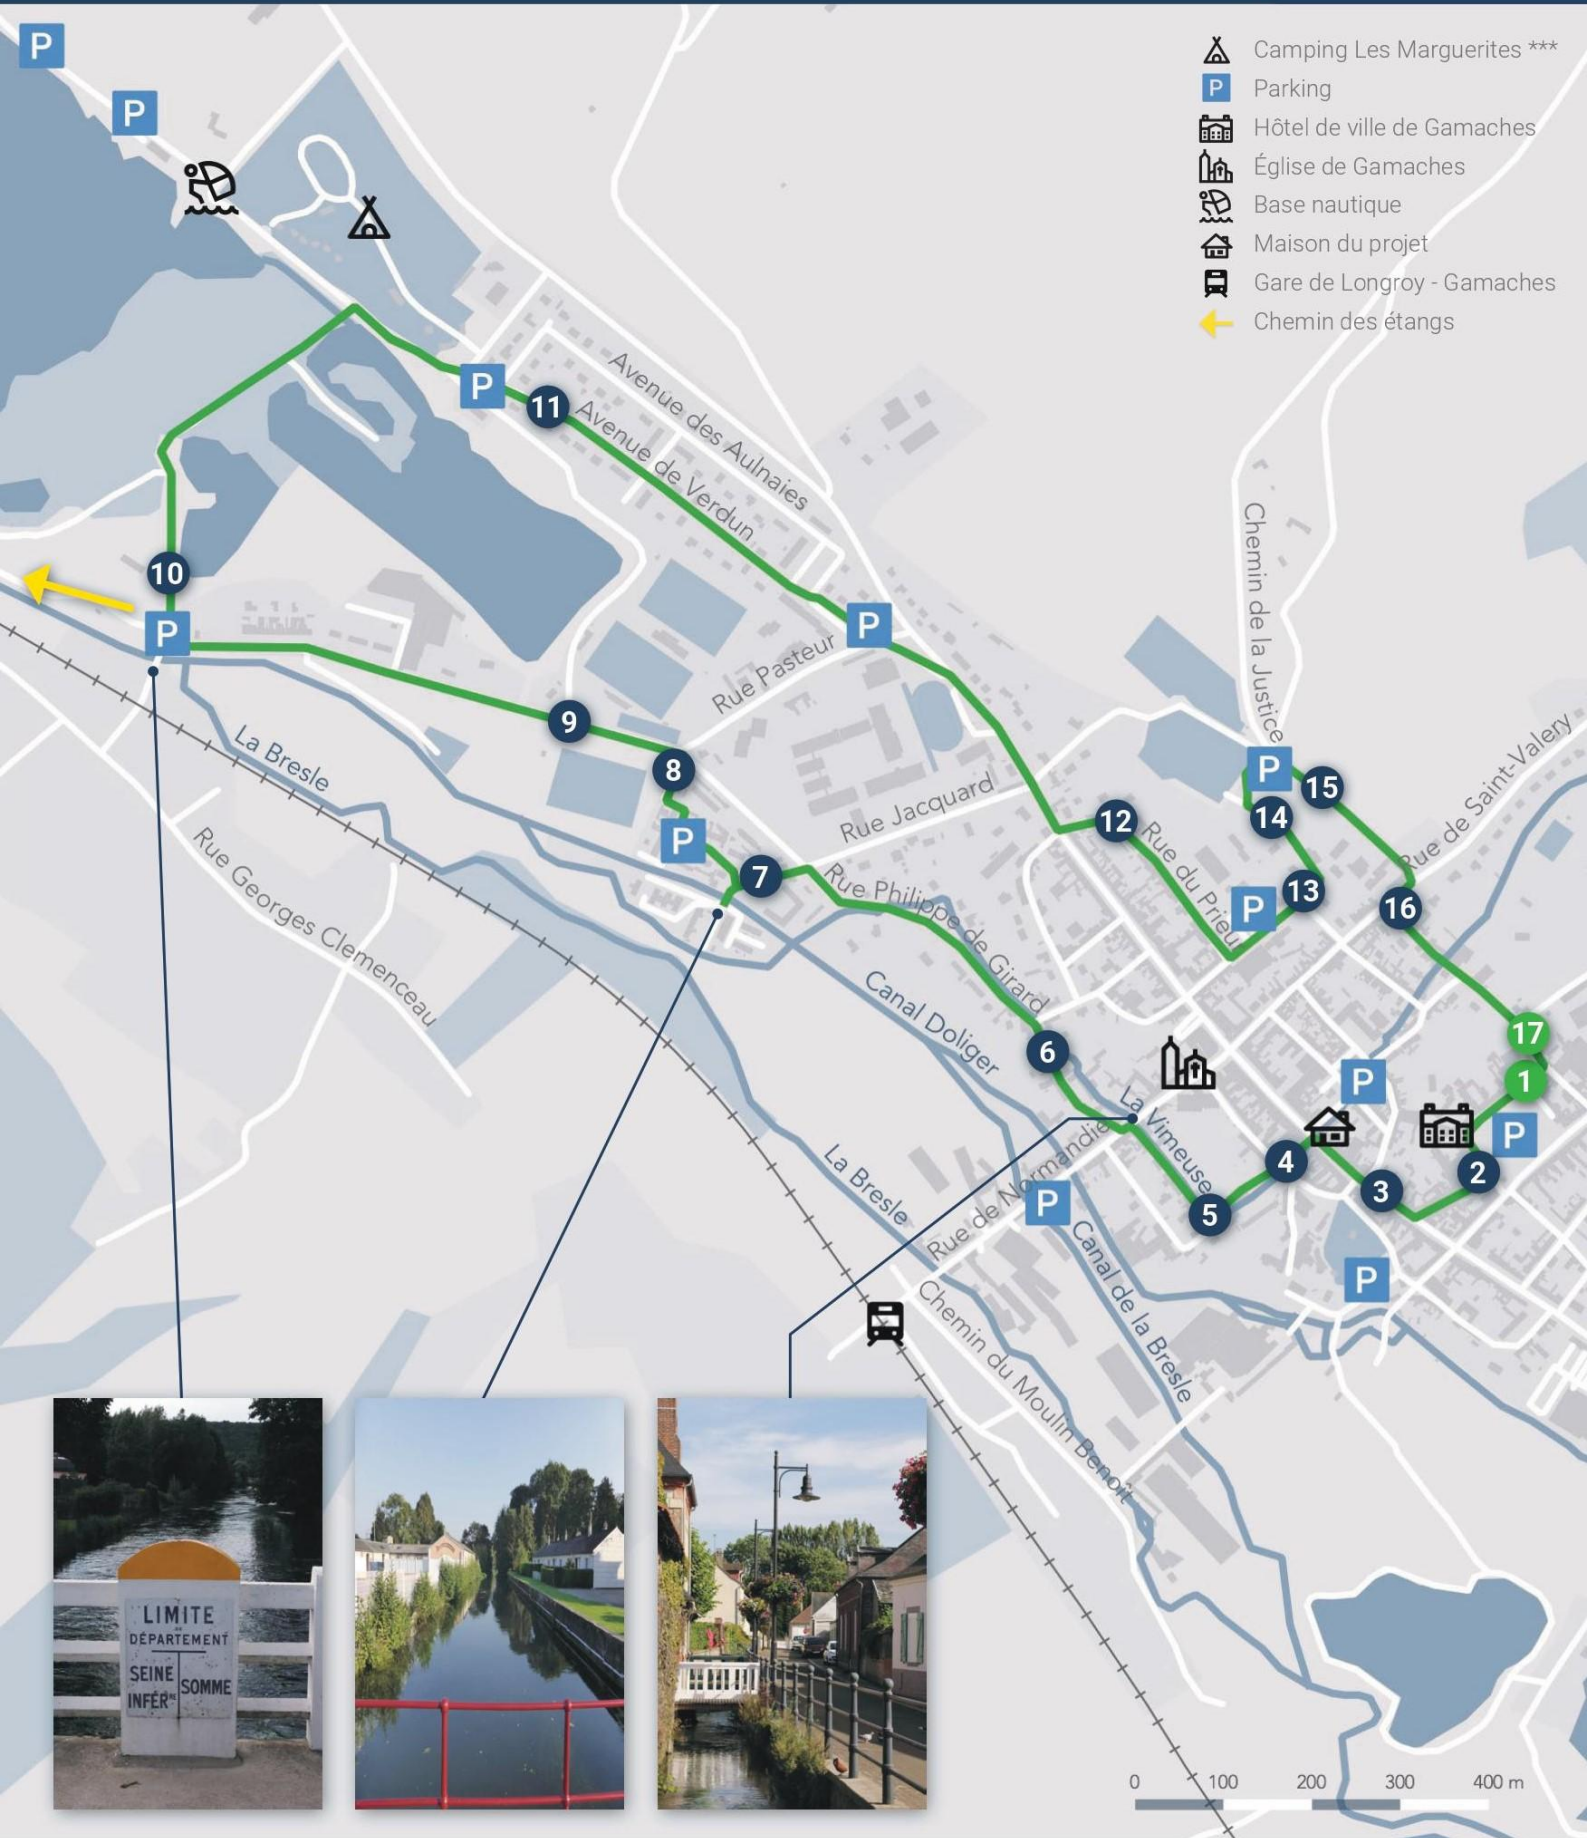 P
P
Camping Les Marguerites ***
P Parking
Hôtel de ville de Gamaches
Église de Gamaches
Base nautique
Maison du projet
Gare de Longroy - Gamaches
Chemin des étangs
P
11
Avenue des Aulnaies
Avenue de Verdun
10
P
P
Rue Pasteur
Chemin de la Justice
9
8
P
7
La Bresle
Rue Georges Clemenceau
Rue Jacquard
Rue Philippe de Girard
12
Rue du Prieu
P
15
14
13
P
Rue de Saint-Valery
16
17
1
Canal Doliger
6
P
La Vimeuse
4
3
2
P
5
La Bresle
Rue de Normandie
P
Canal de la Bresle
P
Chemin du Moulin Benoît
LIMITE
DE
DÉPARTEMENT
SEINE
INFÉRRE
SOMME
0 100 200 300 400 m